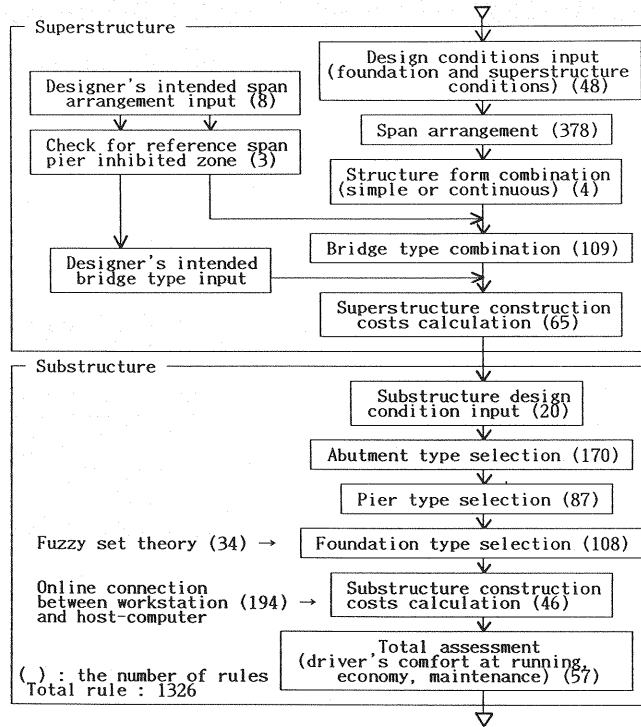 Superstructure
Design conditions input
(foundation and superstructure
conditions) (48)
Designer's intended span
arrangement input (8)
Span arrangement (378)
Check for reference span
pier inhibited zone (3)
Structure form combination
(simple or continuous) (4)
Bridge type combination (109)
Designer's intended
bridge type input
Superstructure construction
costs calculation (65)
Substructure
Substructure design
condition input (20)
Abutment type selection (170)
Pier type selection (87)
Fuzzy set theory (34) →
Foundation type selection (108)
Online connection
between workstation (194) →
and host-computer
Substructure construction
costs calculation (46)
Total assessment
(driver's comfort at running,
economy, maintenance) (57)
( ) : the number of rules
Total rule : 1326